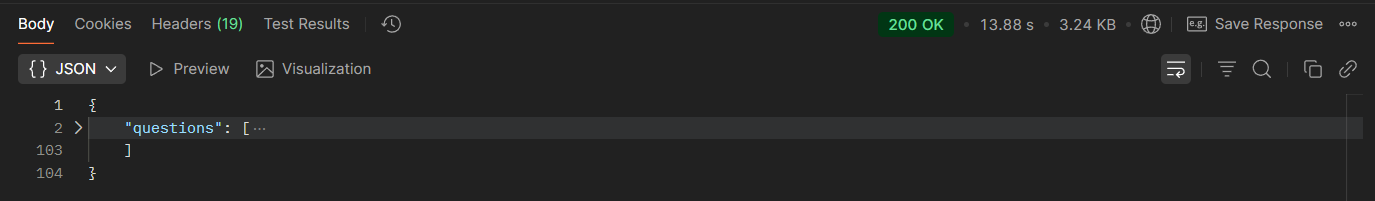 Body Cookies Headers (19) Test Results 200 OK • 13.88 s • 3.24 KB e.g. Save Response
{} JSON Preview Visualization
1 {
2 "questions": [ ···
103 ]
104 }